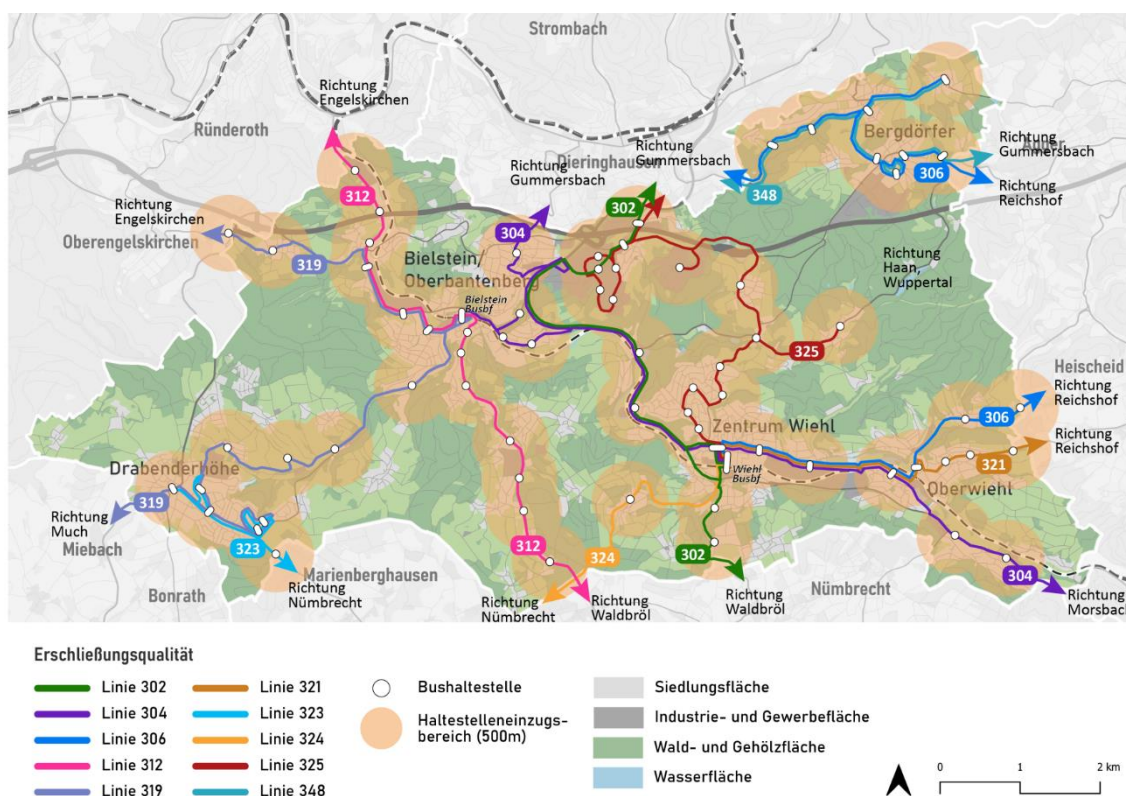 Strombach
Richtung
Engelskirchen
Ründeroth
Bergdörfer
Richtung
Gummersbach
Dieringhausen
Richtung
Gummersbach
Richtung
Gummersbach
306
348
Richtung
Reichshof
312
302
304
Richtung
Engelskirchen
Oberengelskirchen
319
Bielstein/
Oberbantenberg
Bielstein
Busbf
Richtung
Haan,
Wuppertal
325
Heischeid
Richtung
Reichshof
306
Zentrum Wiehl
Wiehl
Busbf
321
Richtung
Reichshof
Oberwiehl
Drabenderhöhe
319
Richtung
Much
Miebach
323
312
324
302
304
Marienberghausen
Richtung
Nümbrecht
Bonrath
Richtung
Nümbrecht
Richtung
Waldbröl
Richtung
Waldbröl
Nümbrecht
Richtung
Morsbach
Erschließungsqualität
Linie 302
Linie 304
Linie 306
Linie 312
Linie 319
Linie 321
Linie 323
Linie 324
Linie 325
Linie 348
Bushaltestelle
Haltestelleneinzugs-
bereich (500m)
Siedlungsfläche
Industrie- und Gewerbefläche
Wald- und Gehölzfläche
Wasserfläche
0 1 2 km